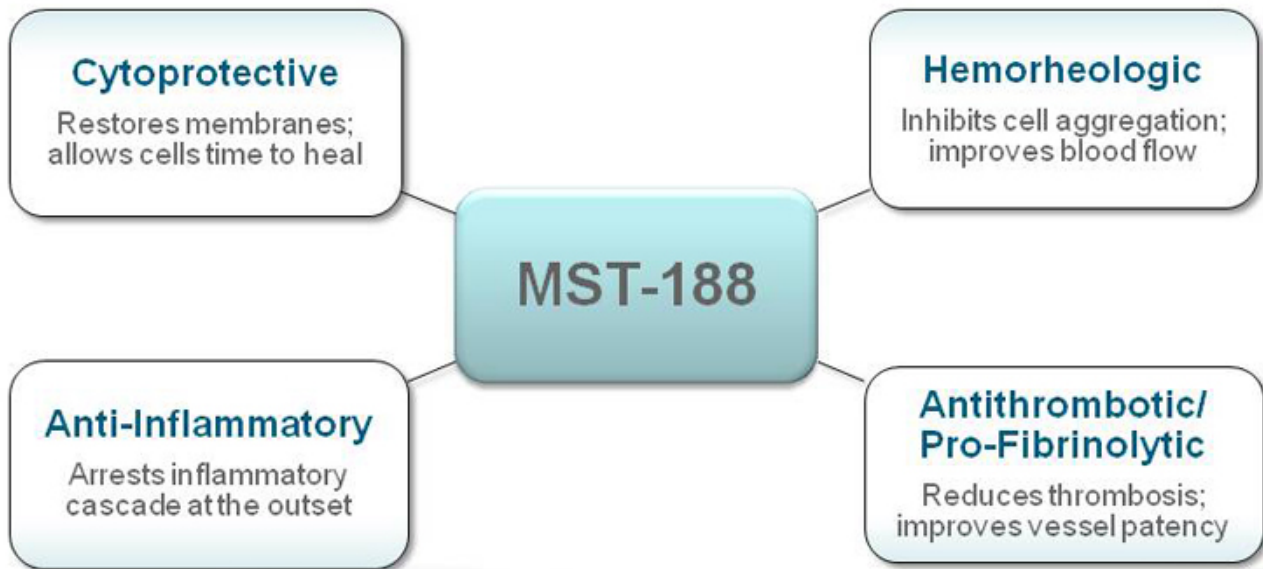 Cytoprotective
Restores membranes;
allows cells time to heal
Hemorheologic
Inhibits cell aggregation;
improves blood flow
MST-188
Anti-Inflammatory
Arrests inflammatory
cascade at the outset
Antithrombotic/
Pro-Fibrinolytic
Reduces thrombosis;
improves vessel patency